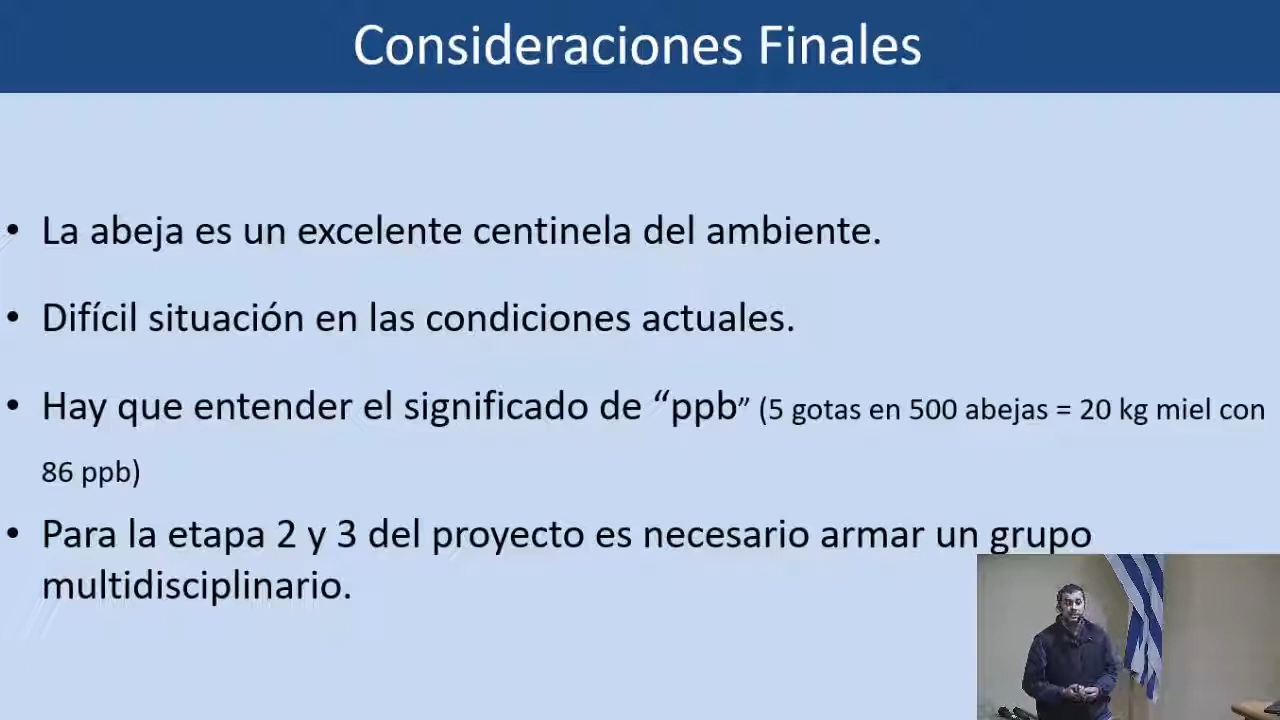 Consideraciones Finales
• La abeja es un excelente centinela del ambiente.
• Difícil situación en las condiciones actuales.
• Hay que entender el significado de “ppb” (5 gotas en 500 abejas = 20 kg miel con
86 ppb)
• Para la etapa 2 y 3 del proyecto es necesario armar un grupo
multidisciplinario.